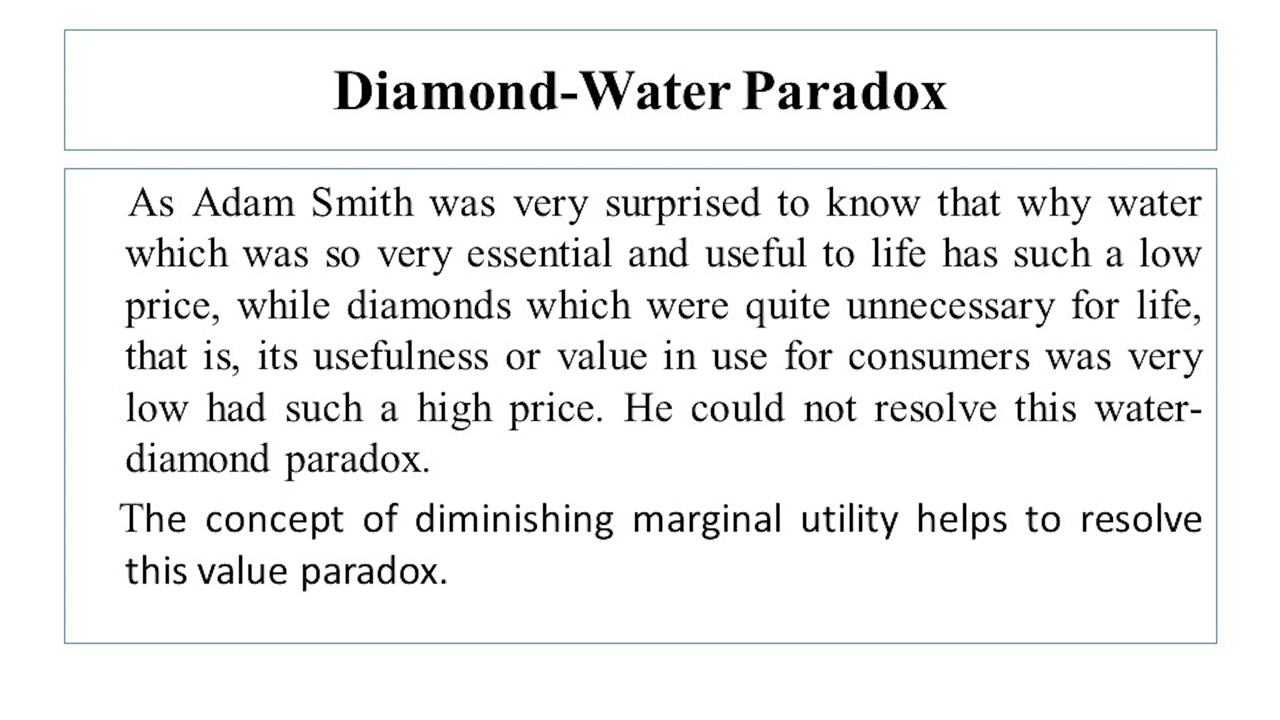 Diamond-Water Paradox
As Adam Smith was very surprised to know that why water
which was so very essential and useful to life has such a low
price, while diamonds which were quite unnecessary for life,
that is, its usefulness or value in use for consumers was very
low had such a high price. He could not resolve this water-
diamond paradox.
The concept of diminishing marginal utility helps to resolve
this value paradox.